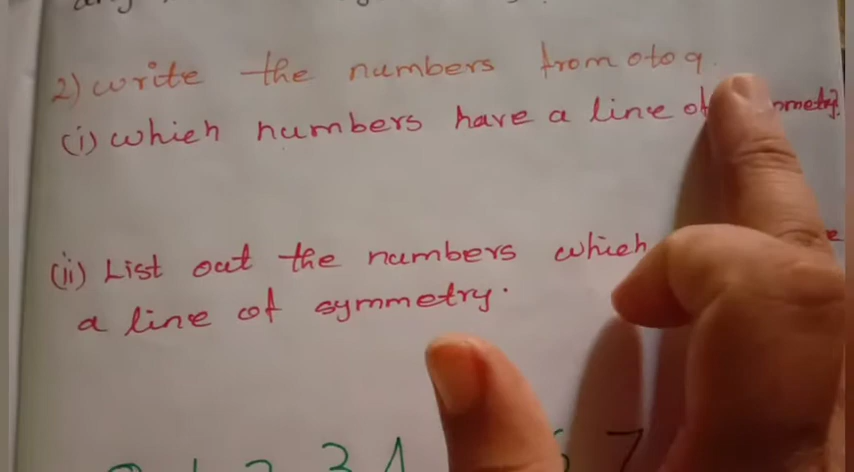 2) write the numbers from 0 to 9.
(i) which numbers have a line of
(ii) List out the numbers which
a line of symmetry.
2 3 7